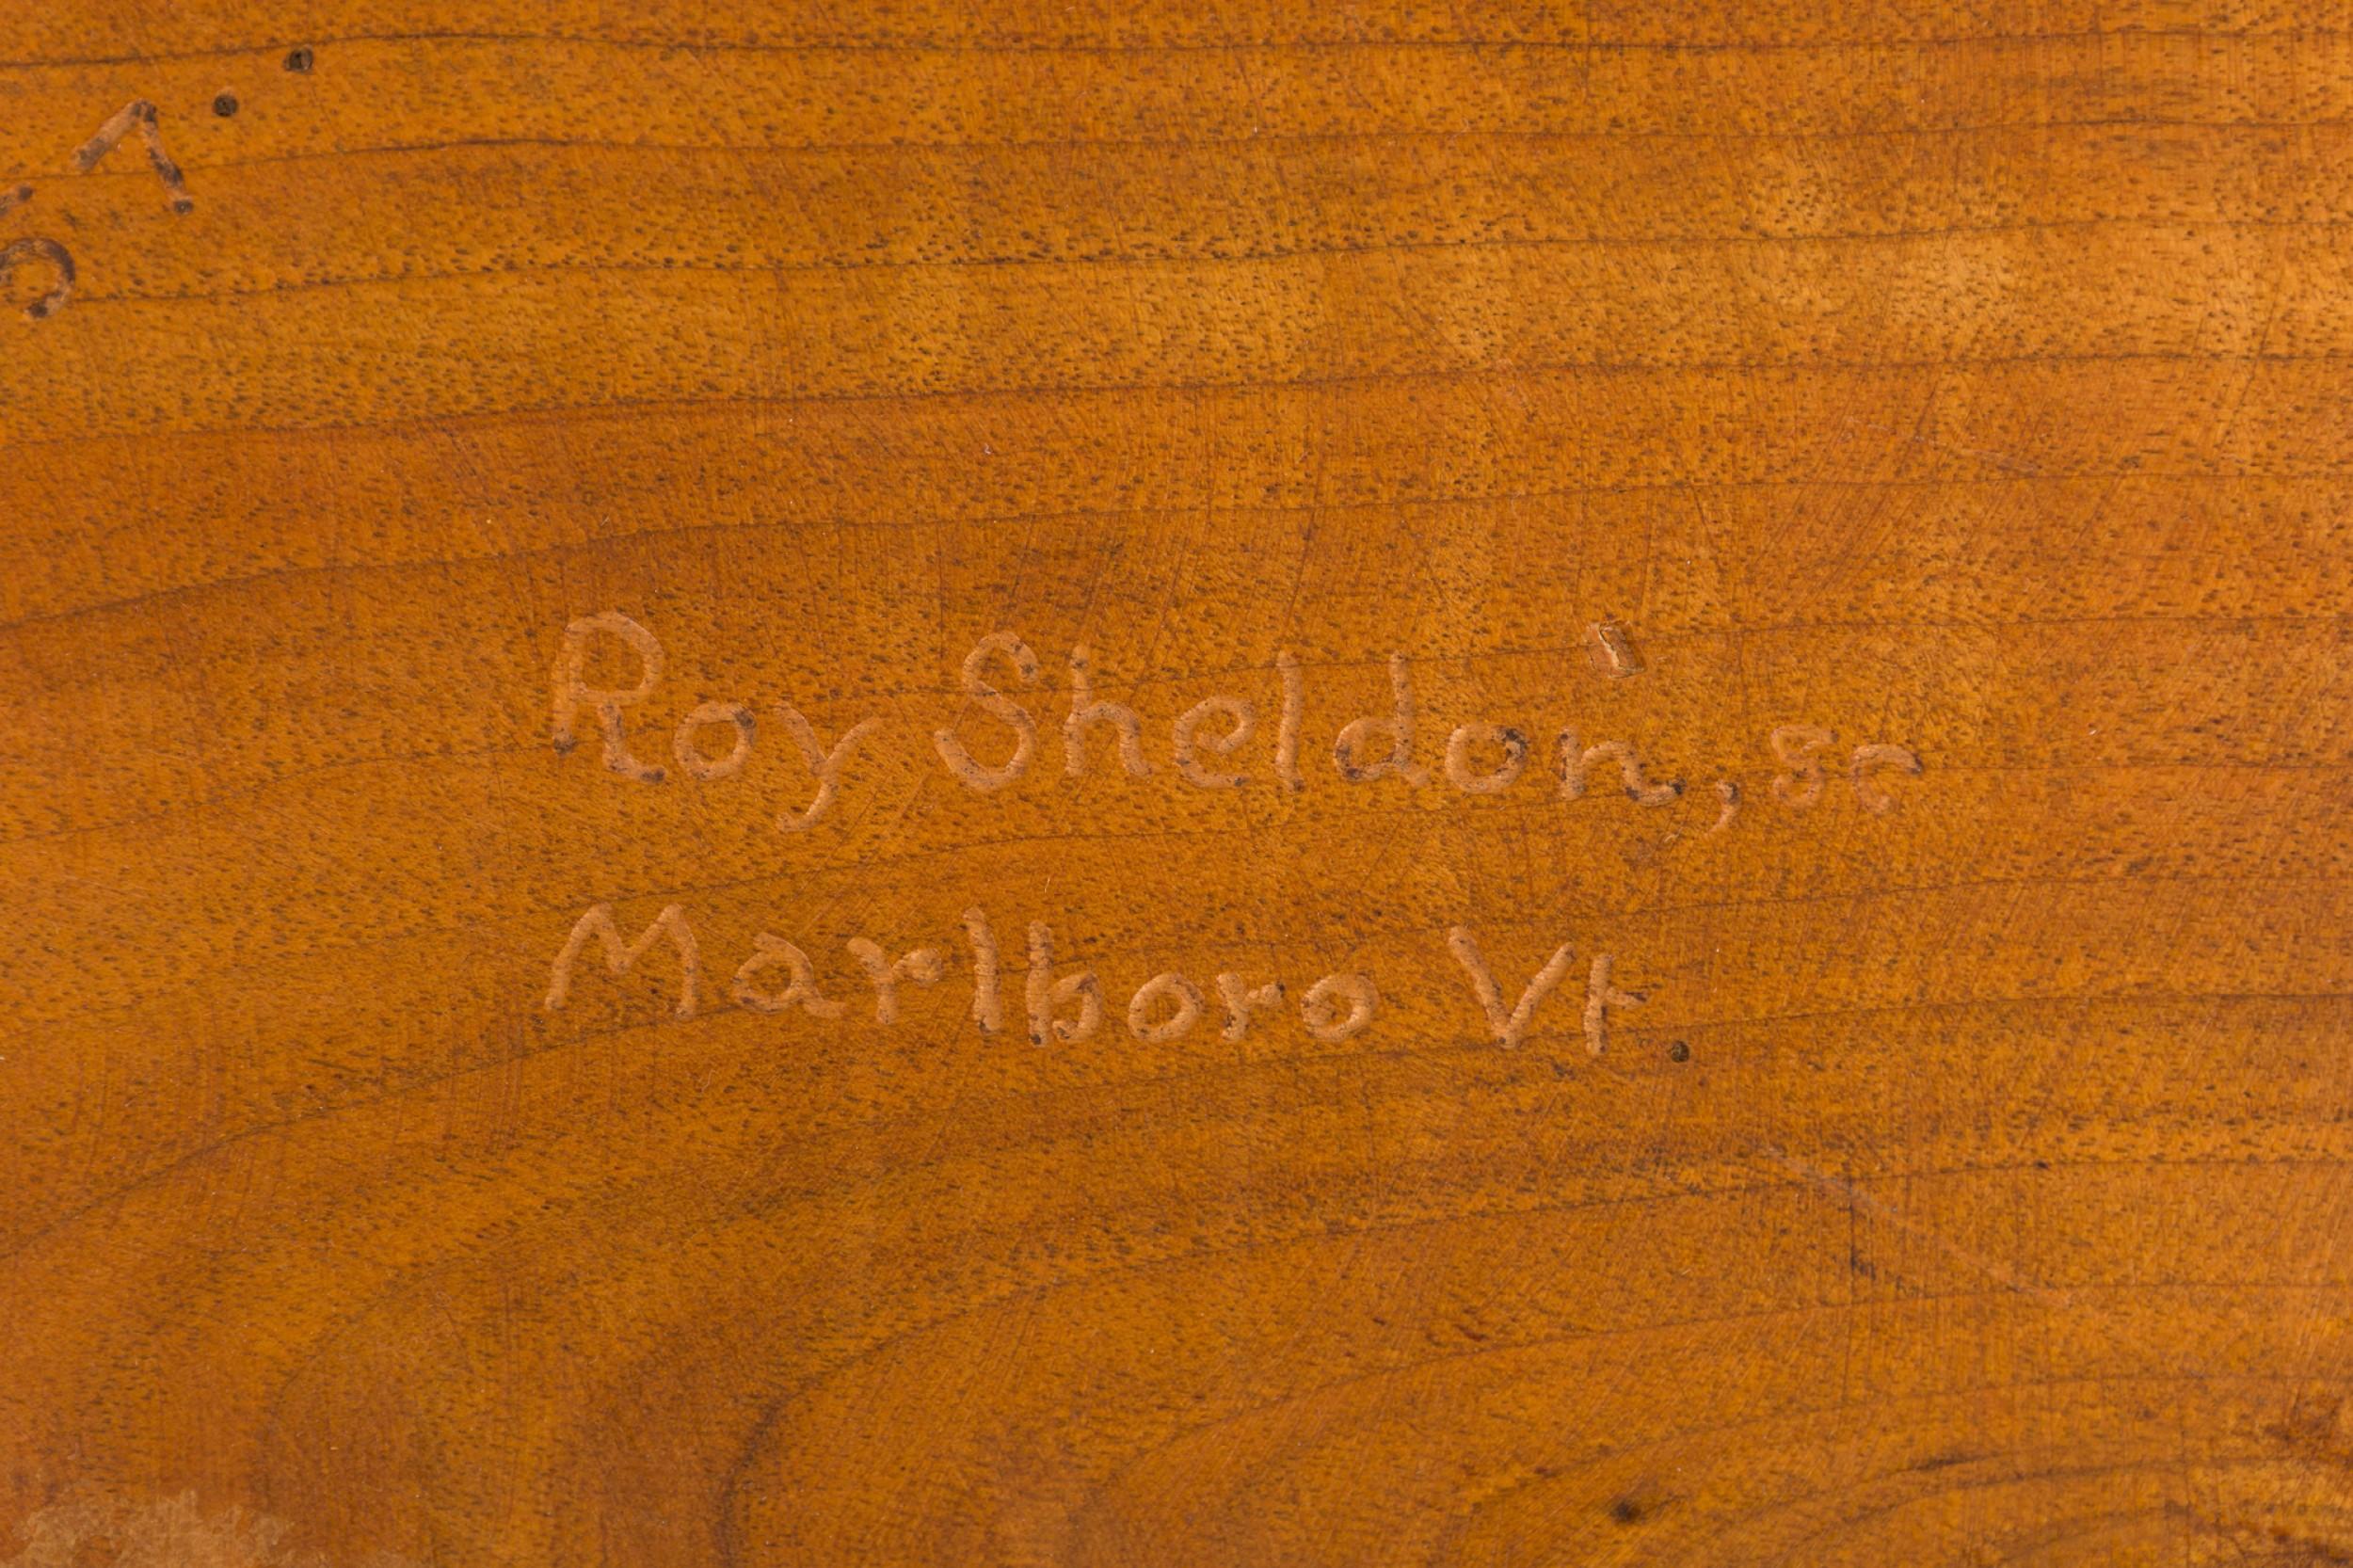 Roy Sheldon, sc
Marlboro Vt.